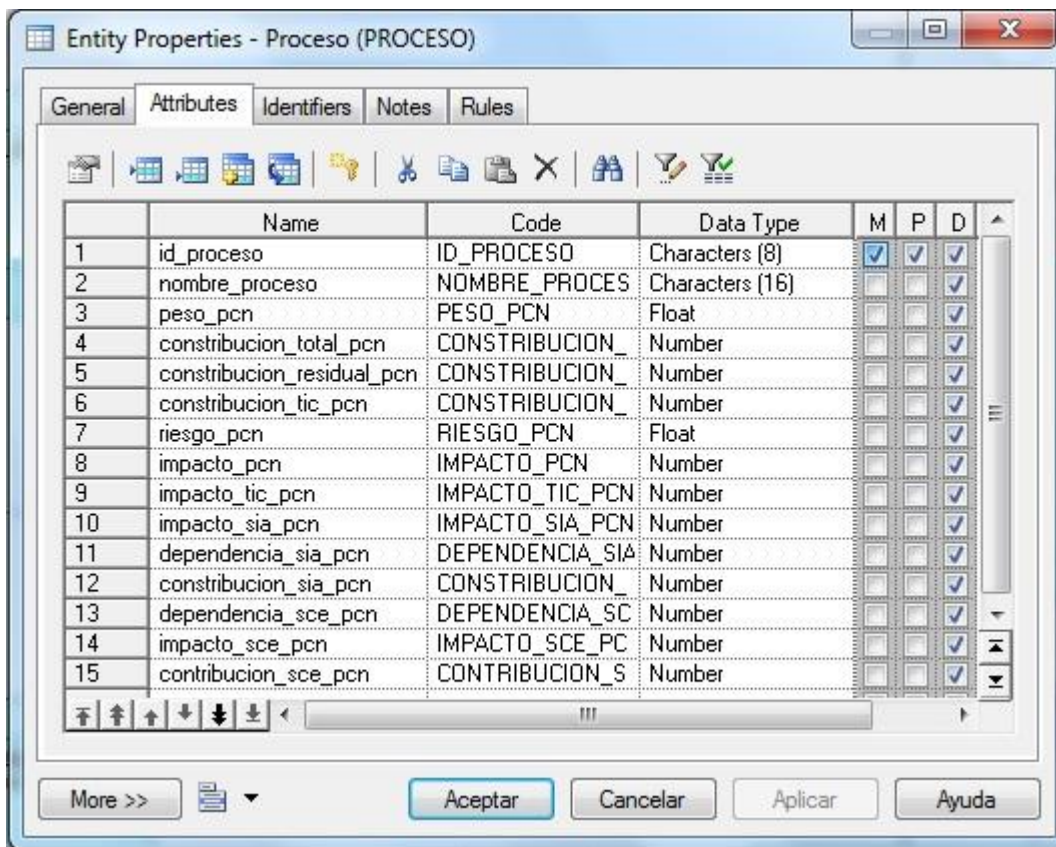 Entity Properties - Proceso (PROCESO)
General Attributes Identifiers Notes Rules
Name Code Data Type M P D
1 id_proceso ID_PROCESO Characters (8)
2 nombre_proceso NOMBRE_PROCES Characters (16)
3 peso_pcn PESO_PCN Float
4 constribucion_total_pcn CONSTRIBUCION_ Number
5 constribucion_residual_pcn CONSTRIBUCION_ Number
6 constribucion_tic_pcn CONSTRIBUCION_ Number
7 riesgo_pcn RIESGO_PCN Float
8 impacto_pcn IMPACTO_PCN Number
9 impacto_tic_pcn IMPACTO_TIC_PCN Number
10 impacto_sia_pcn IMPACTO_SIA_PCN Number
11 dependencia_sia_pcn DEPENDENCIA_SIA Number
12 constribucion_sia_pcn CONSTRIBUCION_ Number
13 dependencia_sce_pcn DEPENDENCIA_SC Number
14 impacto_sce_pcn IMPACTO_SCE_PC Number
15 contribucion_sce_pcn CONTRIBUCION_S Number
More >> Aceptar Cancelar Aplicar Ayuda